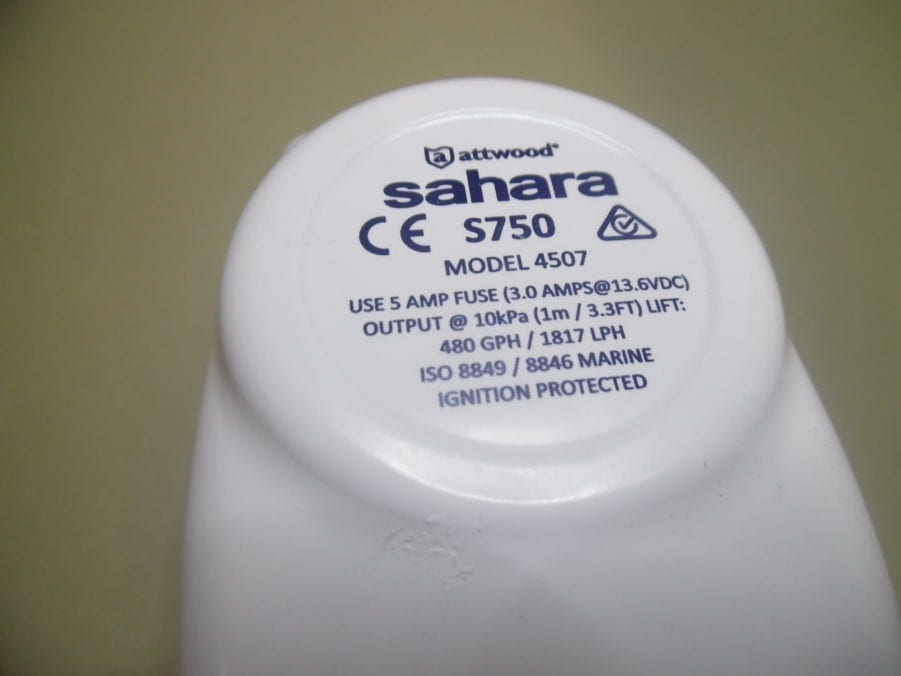 a attwood®
sahara
CE S750
MODEL 4507
USE 5 AMP FUSE (3.0 AMPS@13.6VDC)
OUTPUT @ 10kPa (1m / 3.3FT) LIFT:
480 GPH / 1817 LPH
ISO 8849 / 8846 MARINE
IGNITION PROTECTED